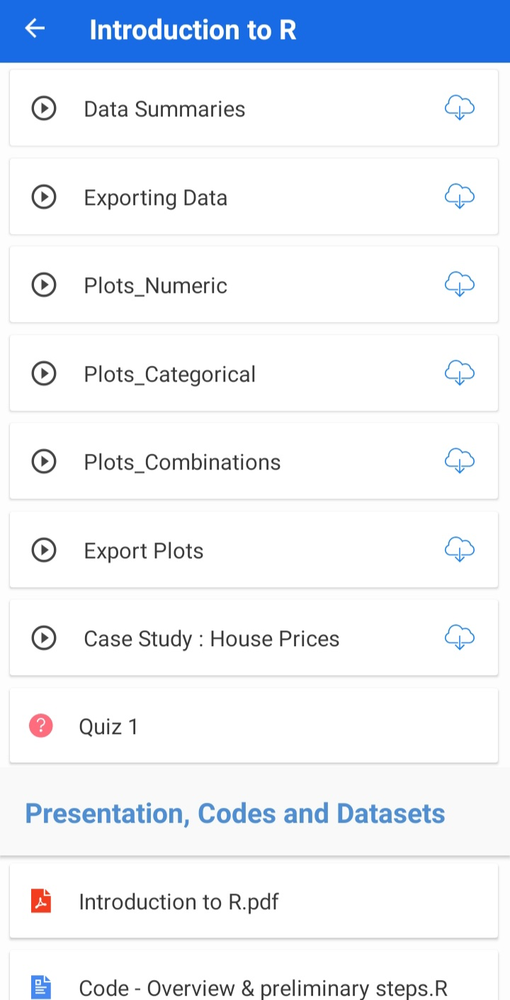 Introduction to R
Data Summaries
Exporting Data
Plots_Numeric
Plots_Categorical
Plots_Combinations
Export Plots
Case Study : House Prices
? Quiz 1
Presentation, Codes and Datasets
Introduction to R.pdf
Code - Overview & preliminary steps.R